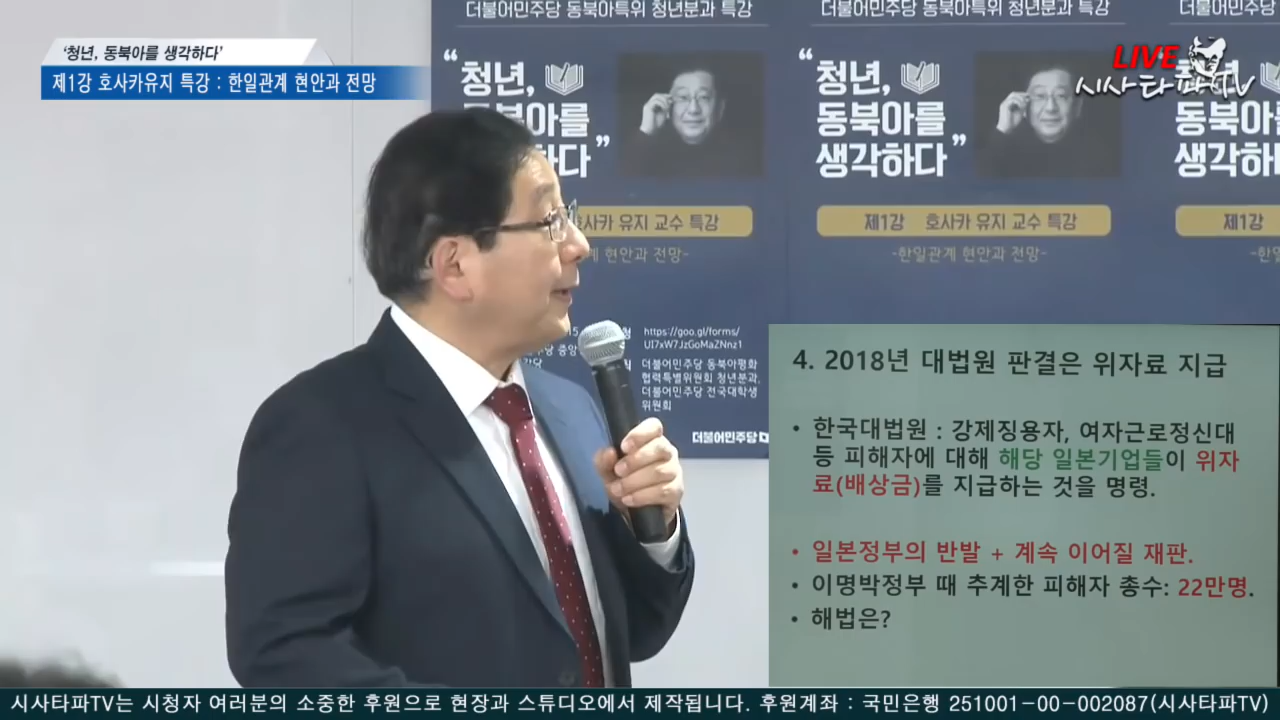 '청년, 동북아를 생각하다'
제1강 호사카유지 특강 : 한일관계 현안과 전망
LIVE
시사타파TV
더불어민주당 동북아특위 청년분과 특강
“청년,
동북아를
하다”
호사카 유지 교수 특강
계 현안과 전망-
https://goo.gl/forms/
UI7xW7JzGoMaZNnz1
더불어민주당 동북아평화
협력특별위원회 청년분과,
더불어민주당 전국대학생
위원회
더불어민주당
더불어민주당 동북아특위 청년분과 특강
“청년,
동북아를
생각하다”
제1강 호사카 유지 교수 특강
-한일관계 현안과 전망-
더불어민주당
제1강
4. 2018년 대법원 판결은 위자료 지급
• 한국대법원 : 강제징용자, 여자근로정신대
등 피해자에 대해 해당 일본기업들이 위자
료(배상금)를 지급하는 것을 명령.
• 일본정부의 반발 + 계속 이어질 재판.
• 이명박정부 때 추계한 피해자 총수: 22만명.
• 해법은?
시사타파TV는 시청자 여러분의 소중한 후원으로 현장과 스튜디오에서 제작됩니다. 후원계좌 : 국민은행 251001-00-002087(시사타파TV)